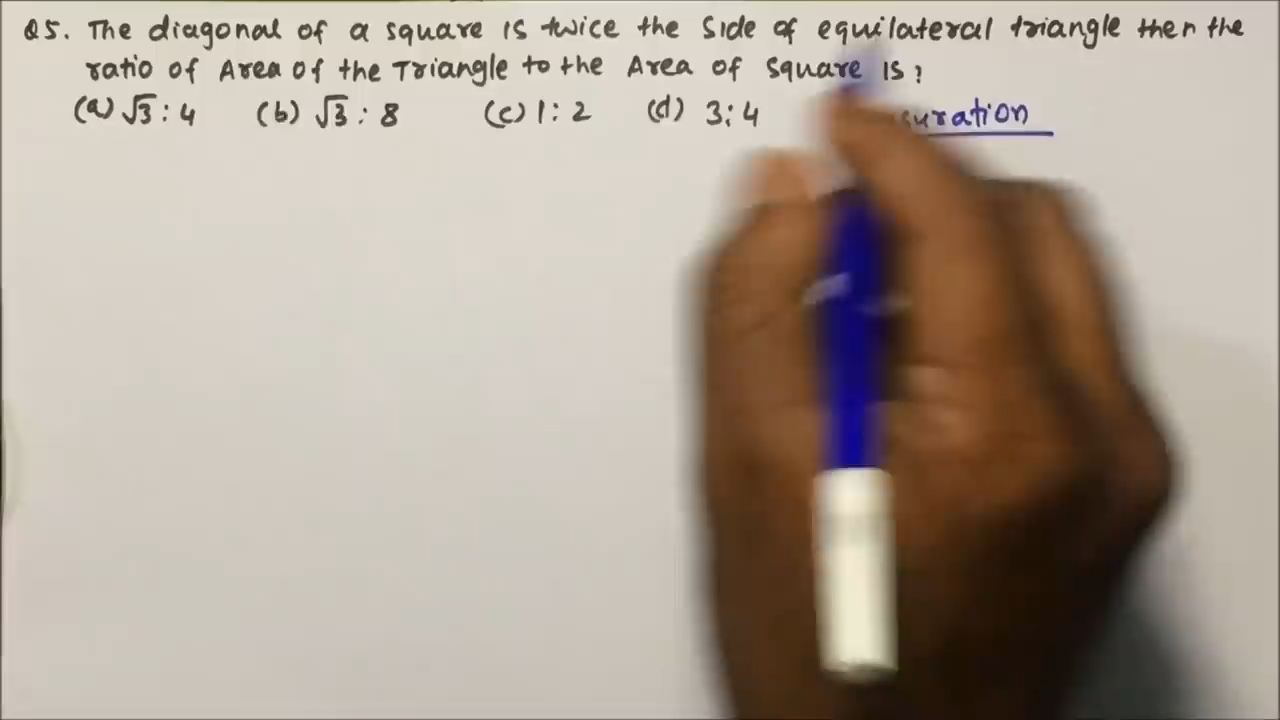 Q5. The diagonal of a square is twice the side of equilateral triangle then the
ratio of Area of the Triangle to the Area of square is?
(a) √3 : 4 (b) √3 : 8 (c) 1 : 2 (d) 3 : 4